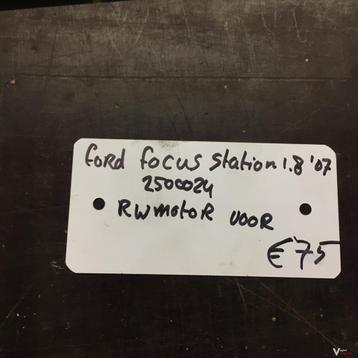 Ford Focus Station 1.8 '07
2500024
RWMOTOR VOOR
€75